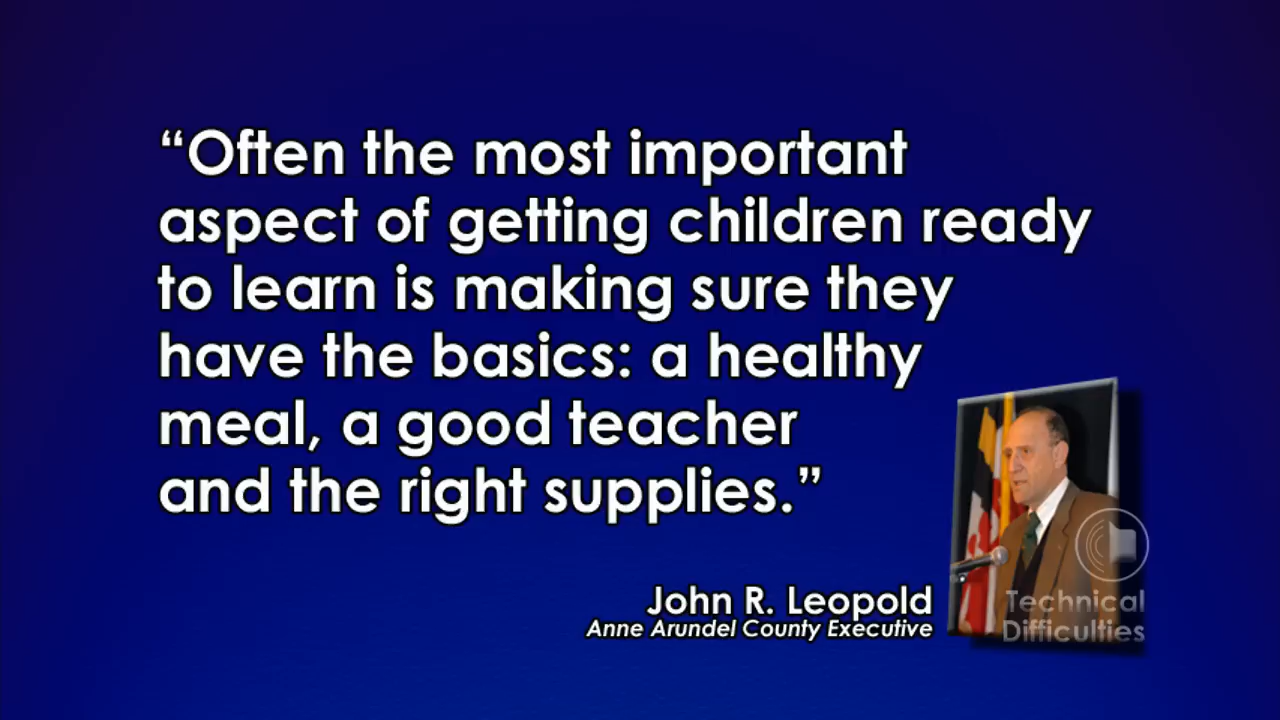 “Often the most important
aspect of getting children ready
to learn is making sure they
have the basics: a healthy
meal, a good teacher
and the right supplies.”
John R. Leopold
Anne Arundel County Executive
Technical
Difficulties